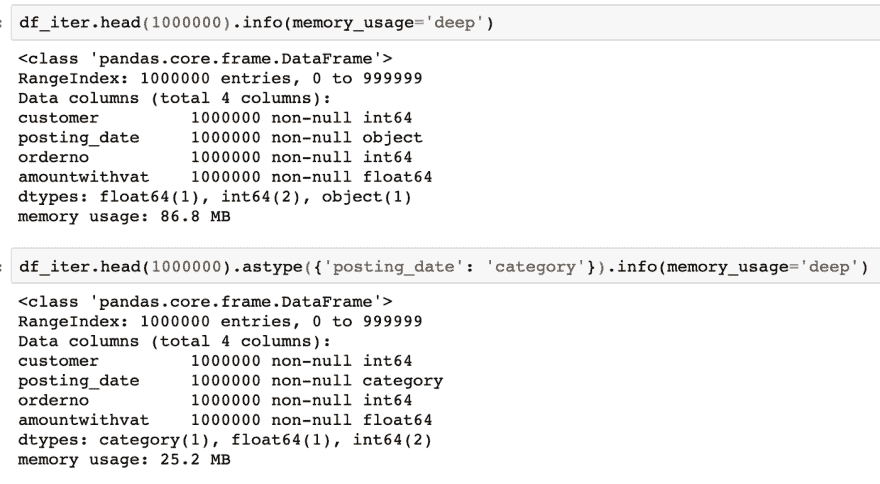 : df_iter.head(1000000).info(memory_usage='deep')
<class 'pandas.core.frame.DataFrame'>
RangeIndex: 1000000 entries, 0 to 999999
Data columns (total 4 columns):
customer        1000000 non-null int64
posting_date    1000000 non-null object
orderno         1000000 non-null int64
amountwithvat   1000000 non-null float64
dtypes: float64(1), int64(2), object(1)
memory usage: 86.8 MB
: df_iter.head(1000000).astype({'posting_date': 'category'}).info(memory_usage='deep')
<class 'pandas.core.frame.DataFrame'>
RangeIndex: 1000000 entries, 0 to 999999
Data columns (total 4 columns):
customer        1000000 non-null int64
posting_date    1000000 non-null category
orderno         1000000 non-null int64
amountwithvat   1000000 non-null float64
dtypes: category(1), float64(1), int64(2)
memory usage: 25.2 MB